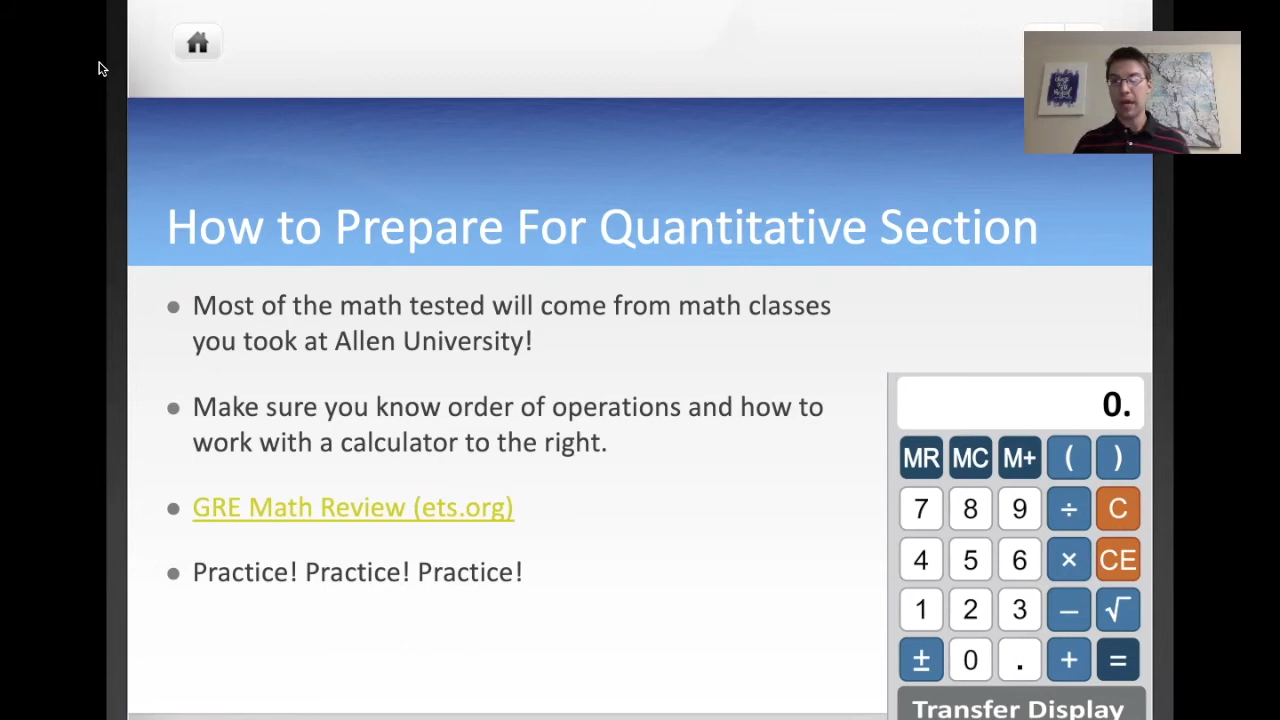 How to Prepare For Quantitative Section
Most of the math tested will come from math classes
you took at Allen University!
Make sure you know order of operations and how to
work with a calculator to the right.
GRE Math Review (ets.org)
Practice! Practice! Practice!
0.
MR MC M+ ( )
7 8 9 ÷ C
4 5 6 × CE
1 2 3 – √
± 0 . + =
Transfer Display